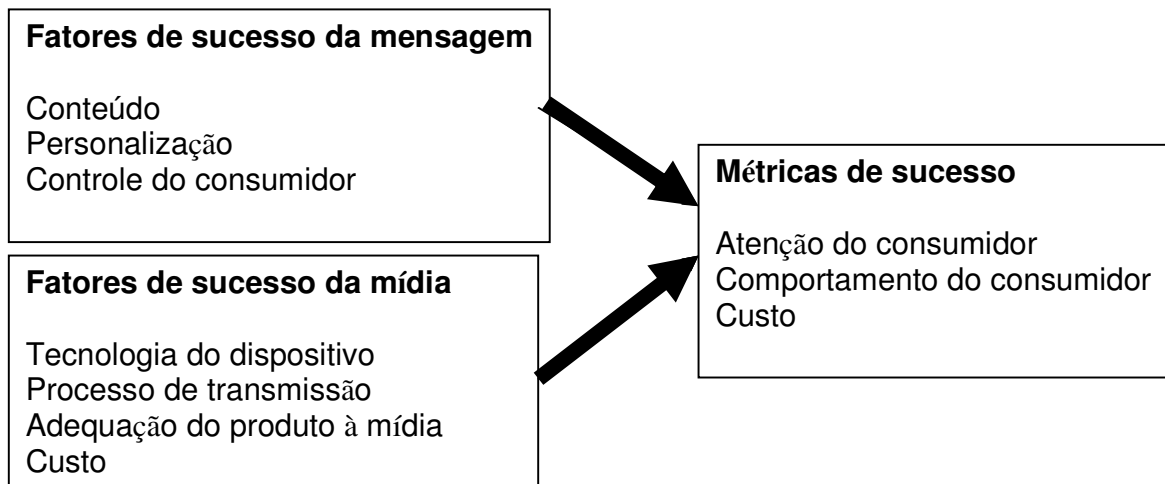 Fatores de sucesso da mensagem
Conteúdo
Personalização
Controle do consumidor
Fatores de sucesso da mídia
Tecnologia do dispositivo
Processo de transmissão
Adequação do produto à mídia
Custo
Métricas de sucesso
Atenção do consumidor
Comportamento do consumidor
Custo